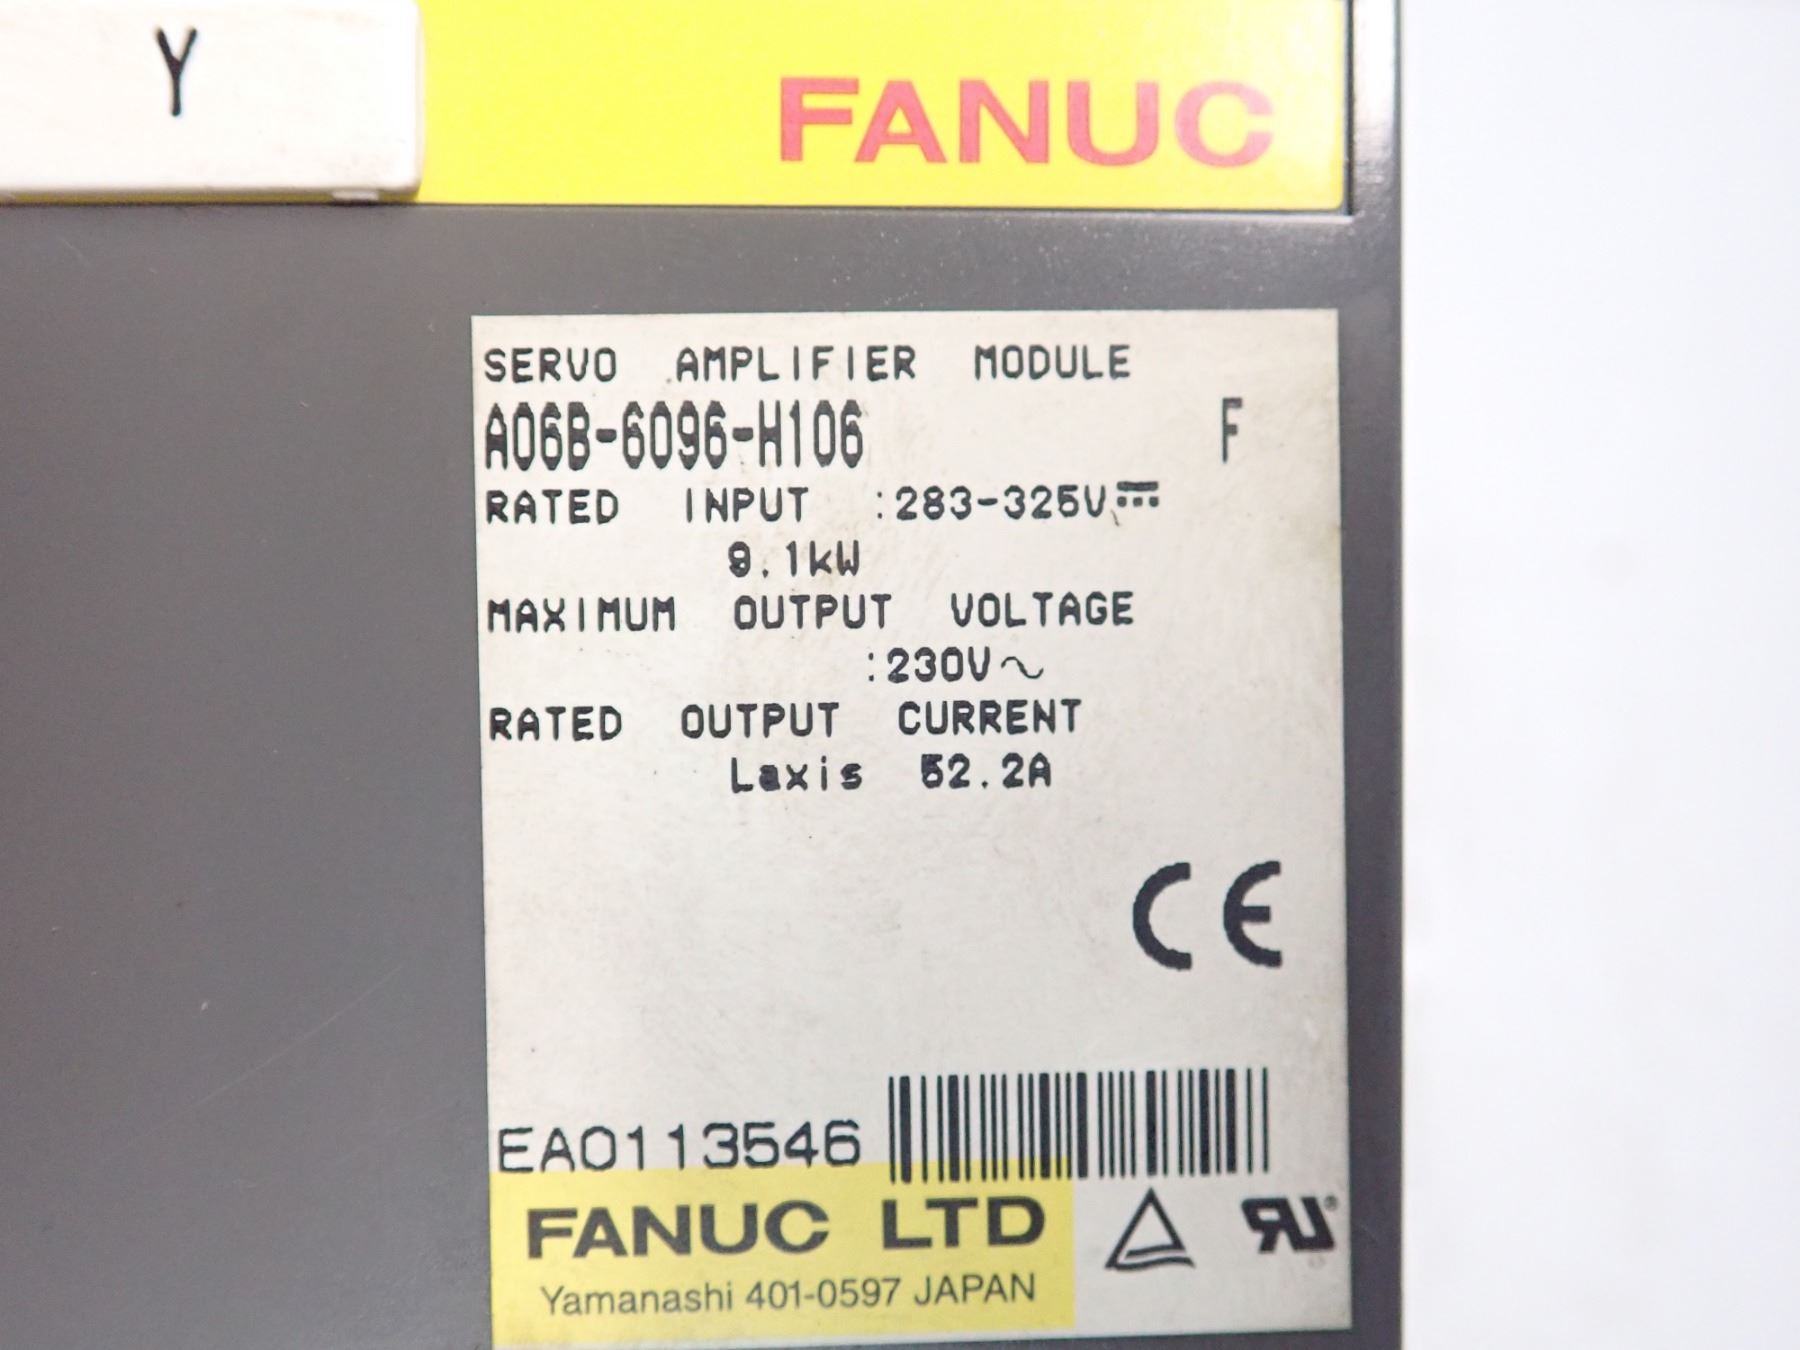 Y
FANUC
SERVO AMPLIFIER MODULE
A06B-6096-H106 F
RATED INPUT :283-325V⎓
9.1kW
MAXIMUM OUTPUT VOLTAGE
:230V~
RATED OUTPUT CURRENT
Laxis 52.2A
CE
EA0113546
FANUC LTD
Yamanashi 401-0597 JAPAN